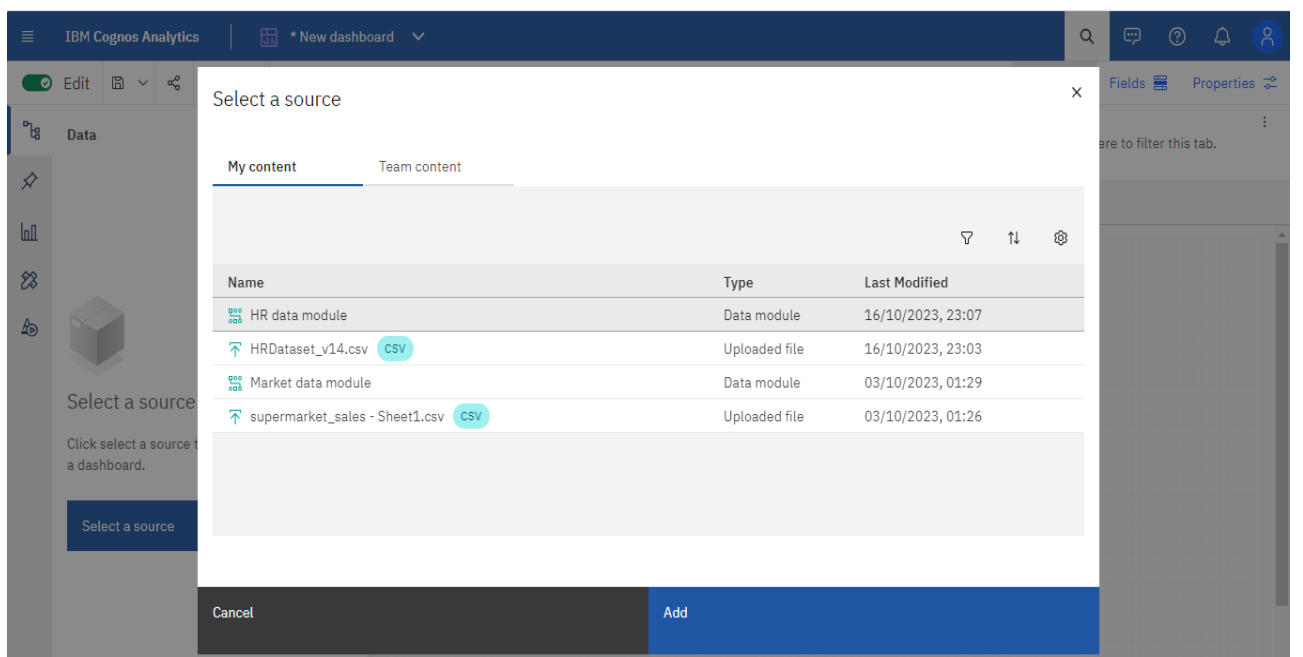 IBM Cognos Analytics
* New dashboard
Edit
Fields
Properties
Select a source
Data
ere to filter this tab.
My content
Team content
Name Type Last Modified
HR data module Data module 16/10/2023, 23:07
HRDataset_v14.csv CSV Uploaded file 16/10/2023, 23:03
Market data module Data module 03/10/2023, 01:29
supermarket_sales - Sheet1.csv CSV Uploaded file 03/10/2023, 01:26
Select a source
Click select a source t
a dashboard.
Select a source
Cancel
Add